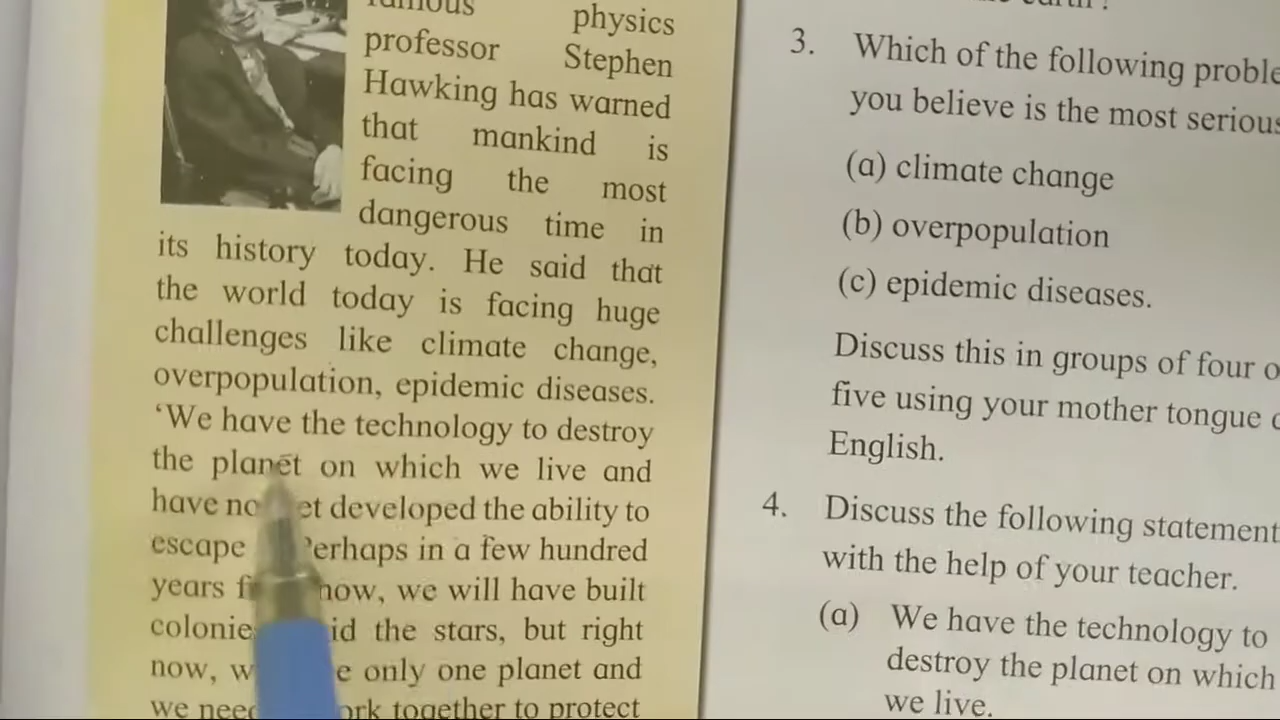 physics
professor Stephen
Hawking has warned
that mankind is
facing the most
dangerous time in
its history today. He said that
the world today is facing huge
challenges like climate change,
overpopulation, epidemic diseases.
‘We have the technology to destroy
the planet on which we live and
have developed the ability to
escape in a few hundred
years now, we will have built
the stars, but right
now, only one planet and
we together to protect
3. Which of the following
you believe is the most serious
(a) climate change
(b) overpopulation
(c) epidemic diseases.
Discuss this in groups of four
five using your mother tongue
English.
4. Discuss the following statement
with the help of your teacher.
(a) We have the technology to
destroy the planet on which
we live.